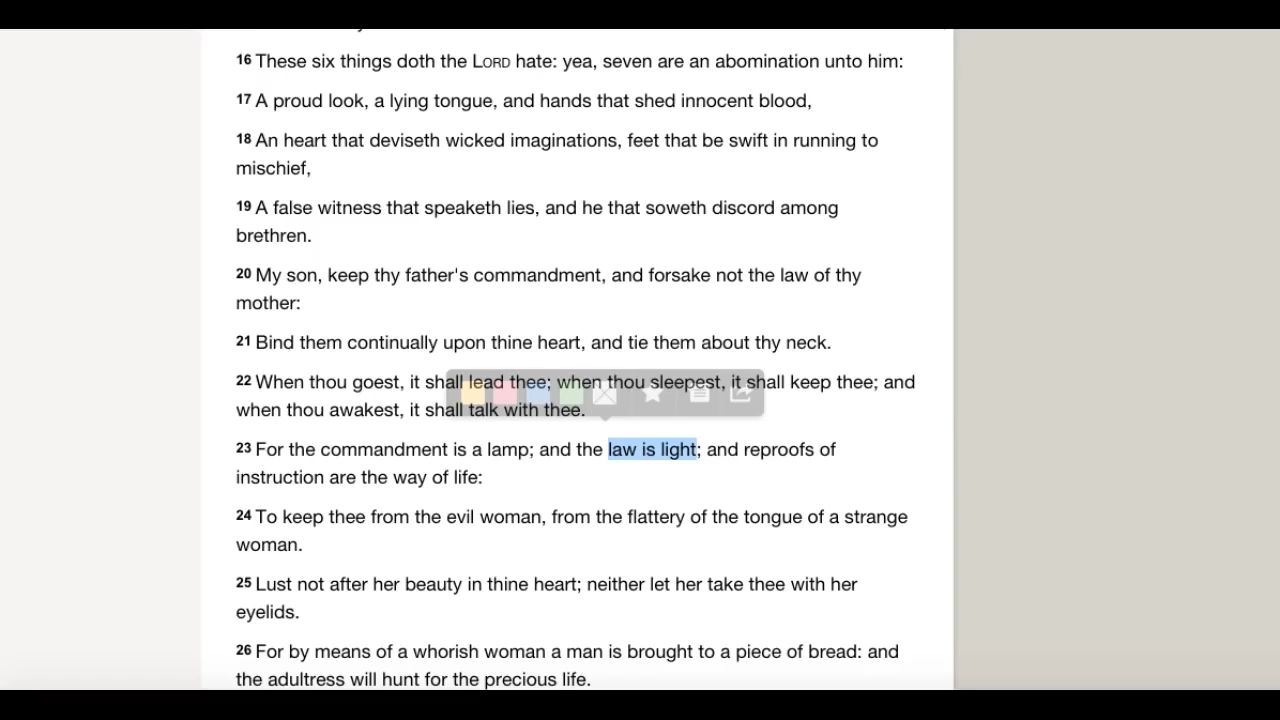 16 These six things doth the LORD hate: yea, seven are an abomination unto him:
17 A proud look, a lying tongue, and hands that shed innocent blood,
18 An heart that deviseth wicked imaginations, feet that be swift in running to
mischief,
19 A false witness that speaketh lies, and he that soweth discord among
brethren.
20 My son, keep thy father's commandment, and forsake not the law of thy
mother:
21 Bind them continually upon thine heart, and tie them about thy neck.
22 When thou goest, it shall lead thee; when thou sleepest, it shall keep thee; and
when thou awakest, it shall talk with thee.
23 For the commandment is a lamp; and the law is light; and reproofs of
instruction are the way of life:
24 To keep thee from the evil woman, from the flattery of the tongue of a strange
woman.
25 Lust not after her beauty in thine heart; neither let her take thee with her
eyelids.
26 For by means of a whorish woman a man is brought to a piece of bread: and
the adultress will hunt for the precious life.